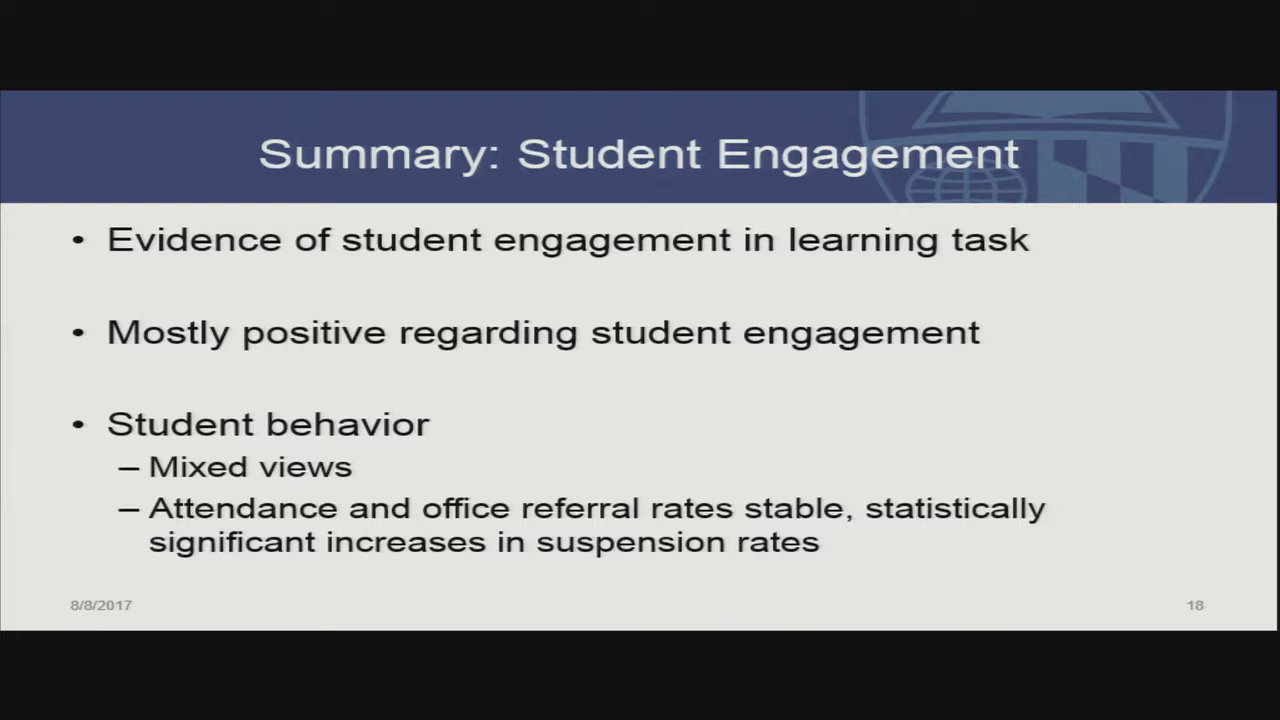 Summary: Student Engagement
• Evidence of student engagement in learning task
• Mostly positive regarding student engagement
• Student behavior
– Mixed views
– Attendance and office referral rates stable, statistically
significant increases in suspension rates
8/8/2017
18